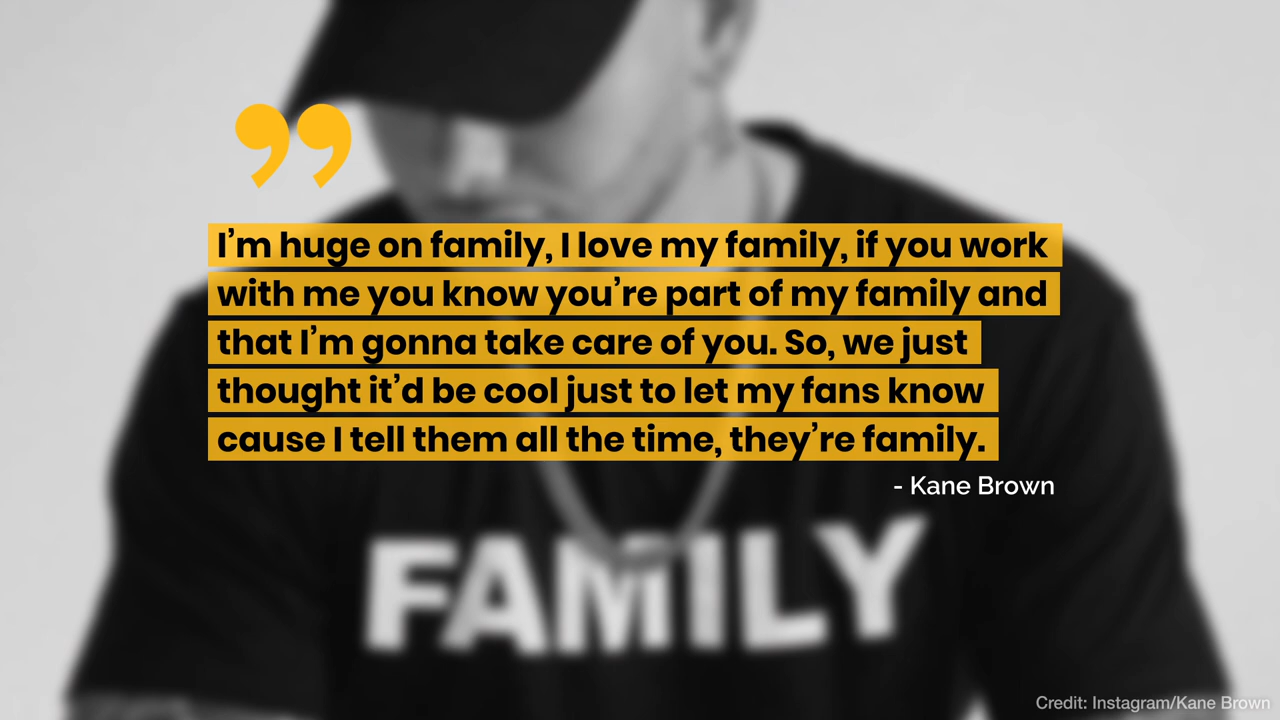 ”
I’m huge on family, I love my family, if you work
with me you know you’re part of my family and
that I’m gonna take care of you. So, we just
thought it’d be cool just to let my fans know
cause I tell them all the time, they’re family.
- Kane Brown
FAMILY
Credit: Instagram/Kane Brown